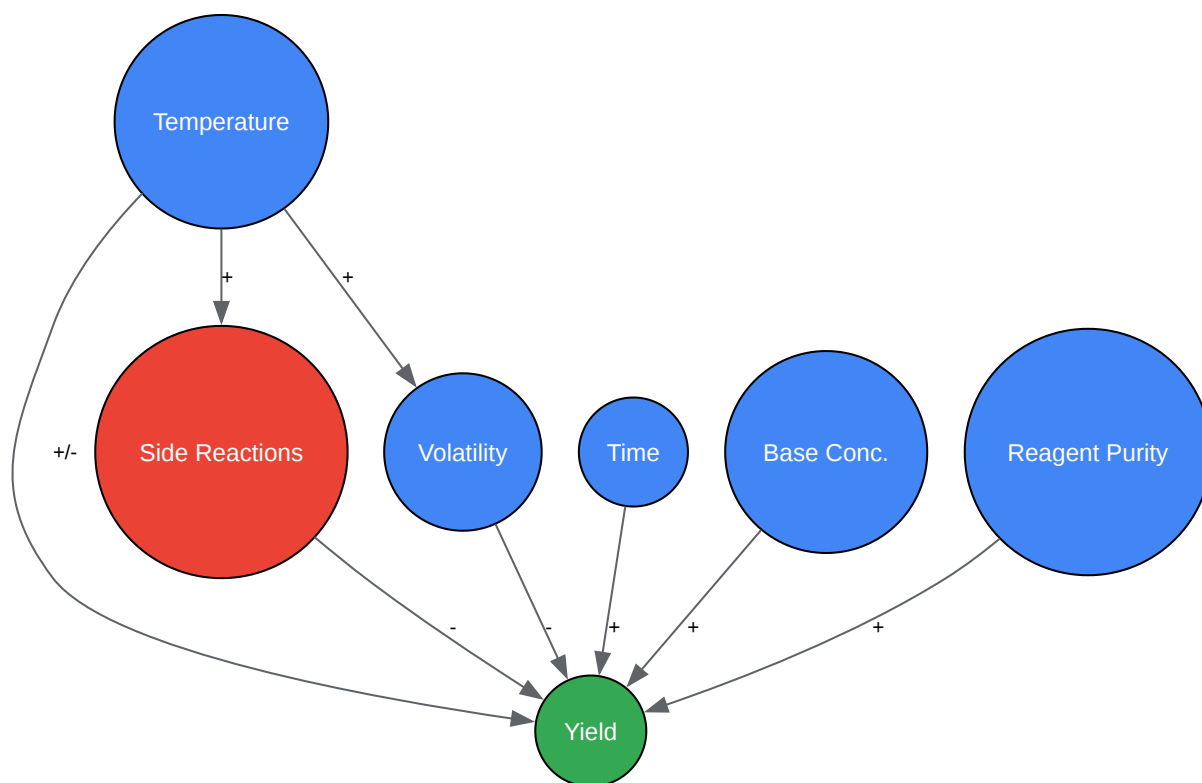 Temperature
+
+
+/-
Side Reactions
Volatility
Time
Base Conc.
Reagent Purity
-
-
+
+
+
Yield